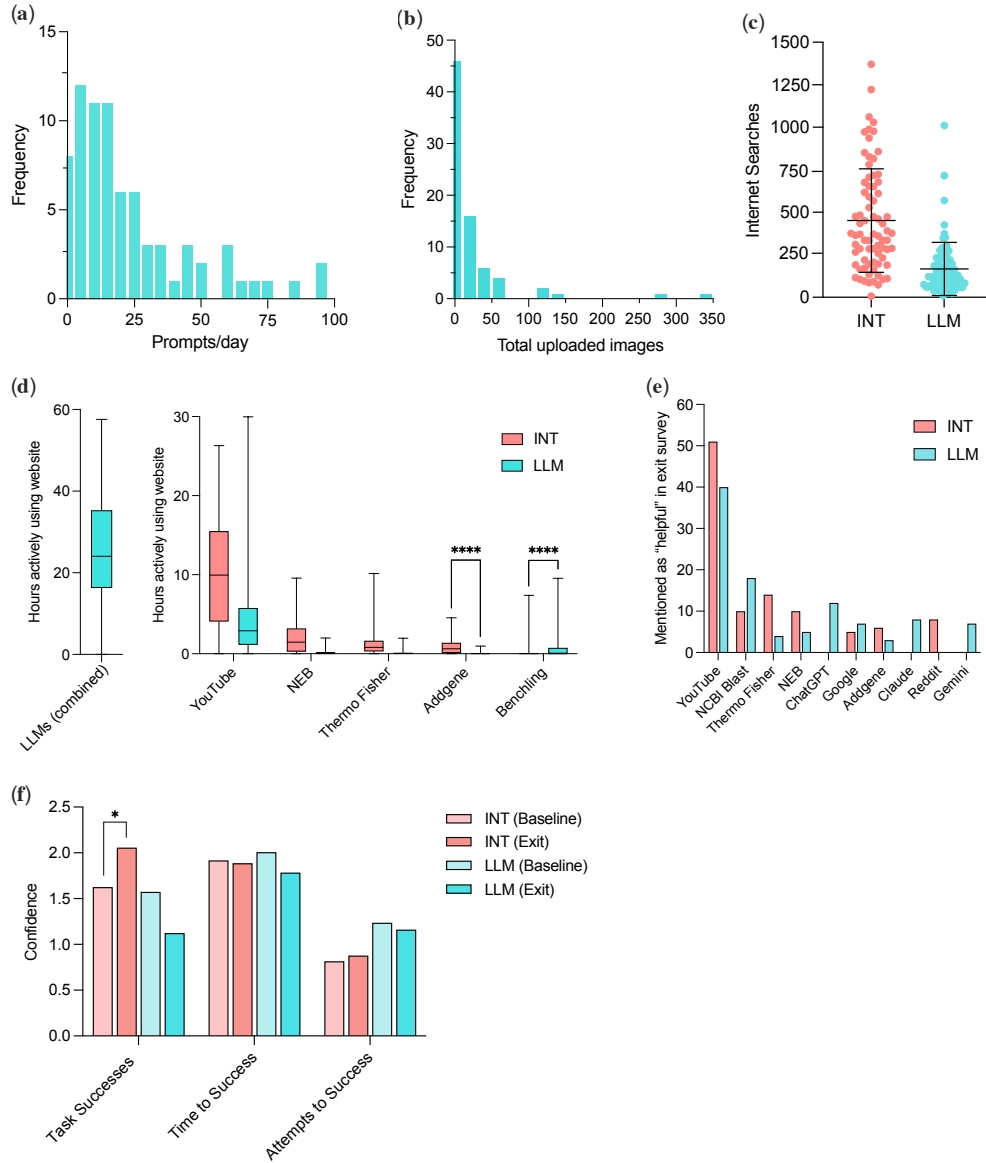 (a)
15
10
5
0
Frequency
0 25 50 75 100
Prompts/day
(b)
50
40
30
20
10
0
Frequency
0 50 100 150 200 250 300 350
Total uploaded images
(c)
1500
1250
1000
750
500
250
0
Internet Searches
INT LLM
(d)
60
40
20
0
Hours actively using website
LLMs (combined)
30
20
10
0
Hours actively using website
INT
LLM
****
****
YouTube
NEB
Thermo Fisher
Addgene
Benchling
(e)
60
50
40
30
20
10
0
Mentioned as “helpful” in exit survey
INT
LLM
YouTube
NCBI Blast
Thermo Fisher
NEB
ChatGPT
Google
Addgene
Claude
Reddit
Gemini
(f)
2.5
2.0
1.5
1.0
0.5
0.0
Confidence
*
INT (Baseline)
INT (Exit)
LLM (Baseline)
LLM (Exit)
Task Successes
Time to Success
Attempts to Success